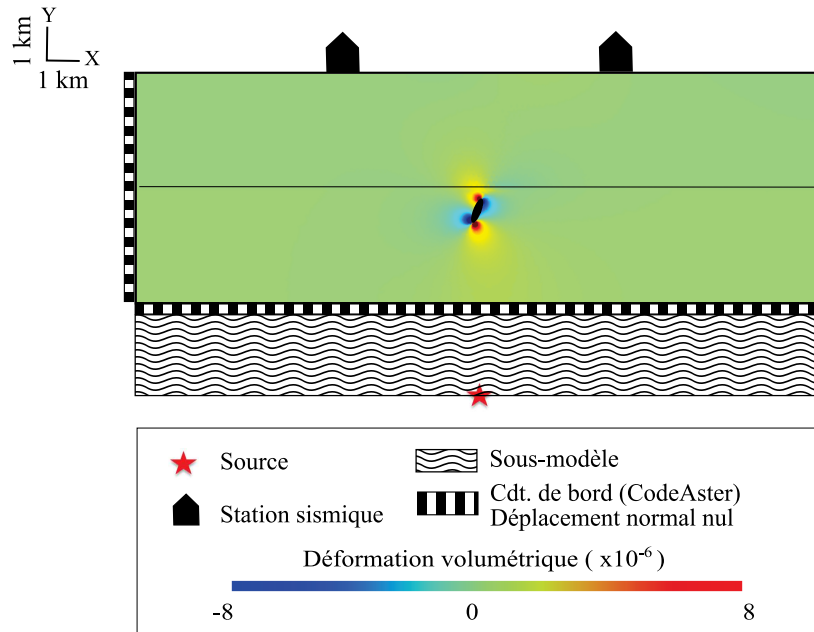 Y
1 km
X
1 km
Source
Sous-modèle
Station sismique
Cdt. de bord (CodeAster)
Déplacement normal nul
Déformation volumétrique ( x10⁻⁶ )
-8 0 8